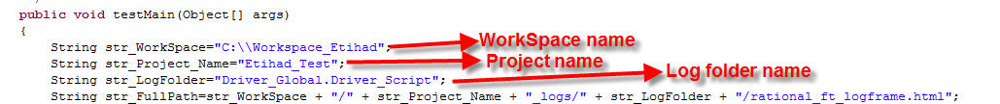 public void testMain(Object[] args)
{
String str_WorkSpace="C:\\Workspace_Etihad"; WorkSpace name
String str_Project_Name="Etihad_Test"; Project name
String str_LogFolder="Driver_Global.Driver_Script"; Log folder name
String str_FullPath=str_WorkSpace + "/" + str_Project_Name + "_logs/" + str_LogFolder + "/rational_ft_logframe.html";